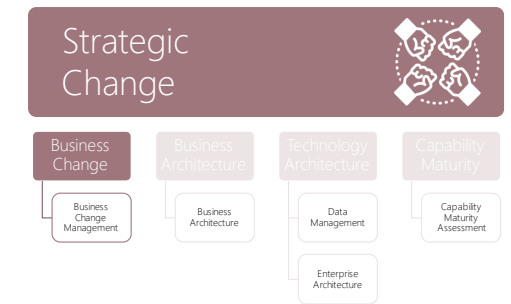 Strategic
Change
Business
Change
Business
Architecture
Technology
Architecture
Capability
Maturity
Business
Change
Management
Business
Architecture
Data
Management
Capability
Maturity
Assessment
Enterprise
Architecture